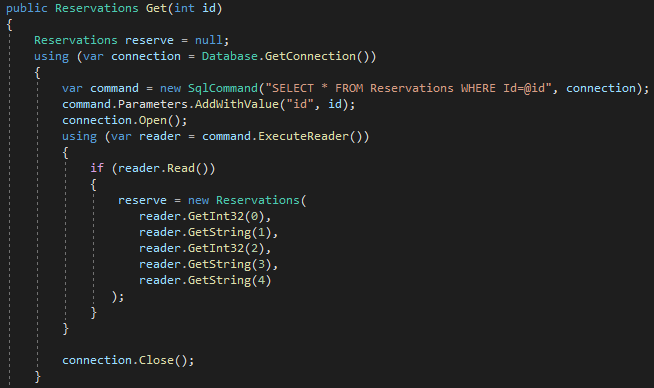 public Reservations Get(int id)
{
    Reservations reserve = null;
    using (var connection = Database.GetConnection())
    {
        var command = new SqlCommand("SELECT * FROM Reservations WHERE Id=@id", connection);
        command.Parameters.AddWithValue("id", id);
        connection.Open();
        using (var reader = command.ExecuteReader())
        {
            if (reader.Read())
            {
                reserve = new Reservations(
                   reader.GetInt32(0),
                   reader.GetString(1),
                   reader.GetInt32(2),
                   reader.GetString(3),
                   reader.GetString(4)
               );
            }
        }

        connection.Close();
    }